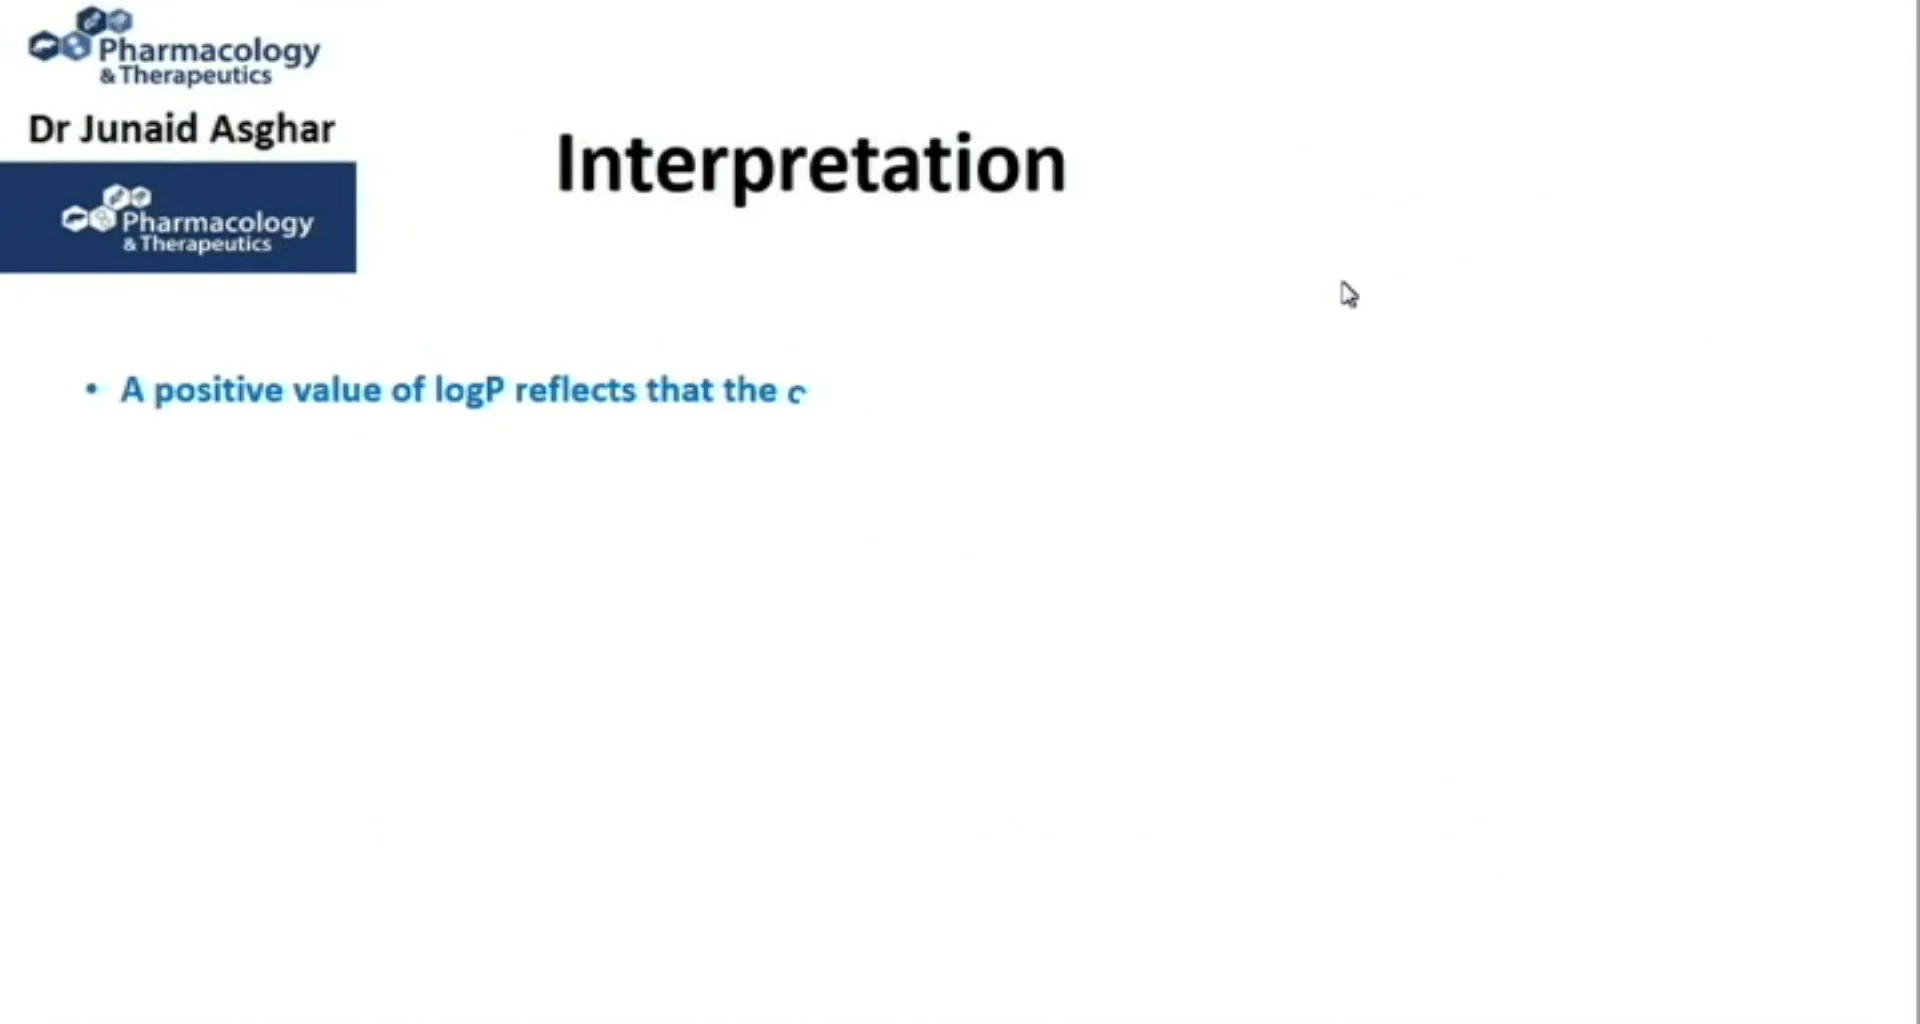 Pharmacology
& Therapeutics
Dr Junaid Asghar
Interpretation
Pharmacology
& Therapeutics
• A positive value of logP reflects that the c